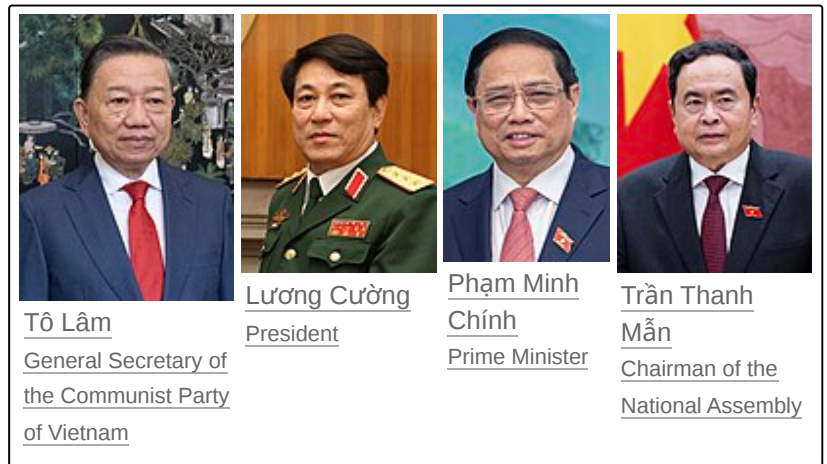 Tô Lâm
General Secretary of
the Communist Party
of Vietnam
Lương Cường
President
Phạm Minh
Chính
Prime Minister
Trần Thanh
Mẫn
Chairman of the
National Assembly